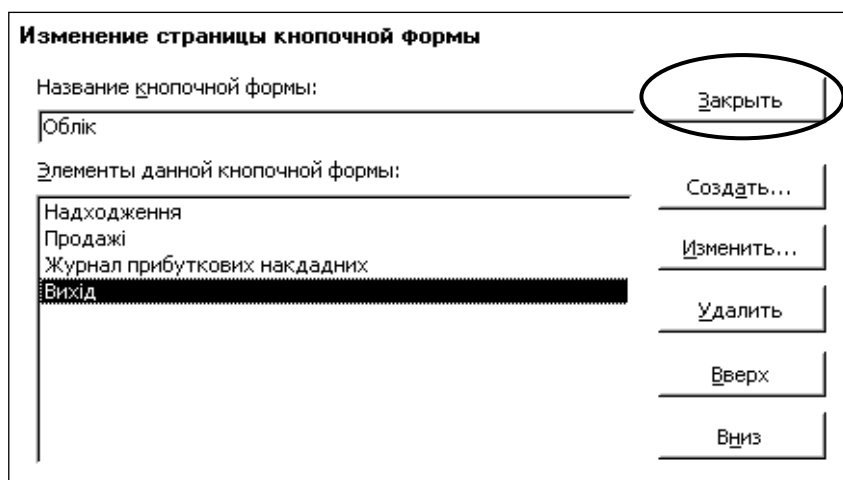 Изменение страницы кнопочной формы
Название кнопочной формы:
Закрыть
Облік
Элементы данной кнопочной формы:
Создать...
Надходження
Продажі
Изменить...
Журнал прибуткових накдадних
Вихід
Удалить
Вверх
Вниз